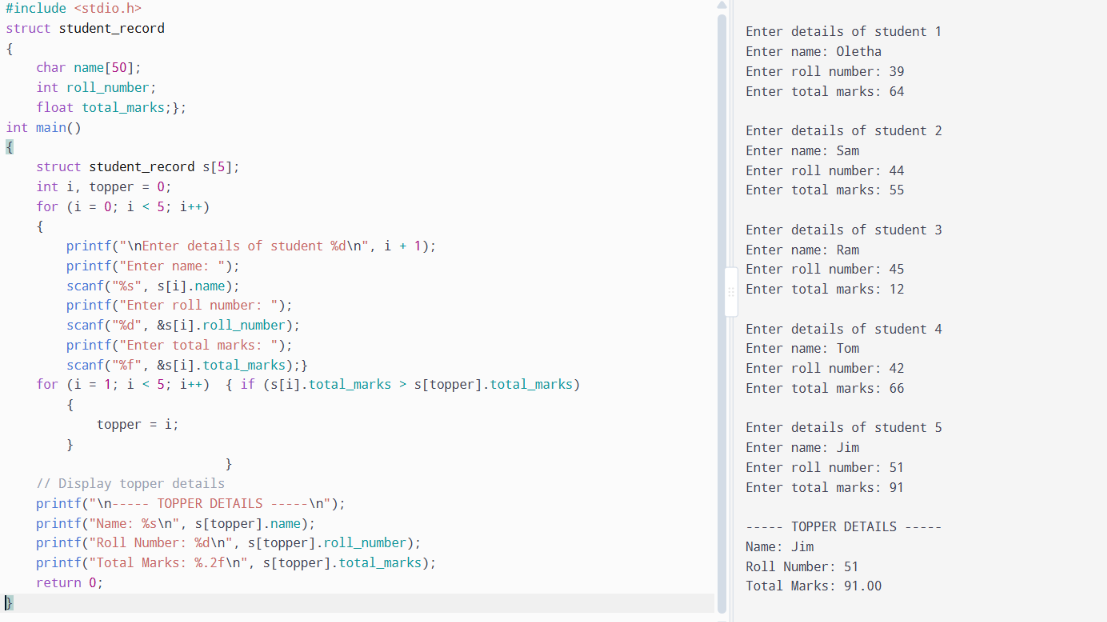 #include <stdio.h>
struct student_record
{
    char name[50];
    int roll_number;
    float total_marks;};
int main()
{
    struct student_record s[5];
    int i, topper = 0;
    for (i = 0; i < 5; i++)
    {
        printf("\nEnter details of student %d\n", i + 1);
        printf("Enter name: ");
        scanf("%s", s[i].name);
        printf("Enter roll number: ");
        scanf("%d", &s[i].roll_number);
        printf("Enter total marks: ");
        scanf("%f", &s[i].total_marks);}
    for (i = 1; i < 5; i++)  { if (s[i].total_marks > s[topper].total_marks)
        {
            topper = i;
        }
                             }
    // Display topper details
    printf("\n----- TOPPER DETAILS -----\n");
    printf("Name: %s\n", s[topper].name);
    printf("Roll Number: %d\n", s[topper].roll_number);
    printf("Total Marks: %.2f\n", s[topper].total_marks);
    return 0;
}
Enter details of student 1
Enter name: Oletha
Enter roll number: 39
Enter total marks: 64

Enter details of student 2
Enter name: Sam
Enter roll number: 44
Enter total marks: 55

Enter details of student 3
Enter name: Ram
Enter roll number: 45
Enter total marks: 12

Enter details of student 4
Enter name: Tom
Enter roll number: 42
Enter total marks: 66

Enter details of student 5
Enter name: Jim
Enter roll number: 51
Enter total marks: 91

----- TOPPER DETAILS -----
Name: Jim
Roll Number: 51
Total Marks: 91.00